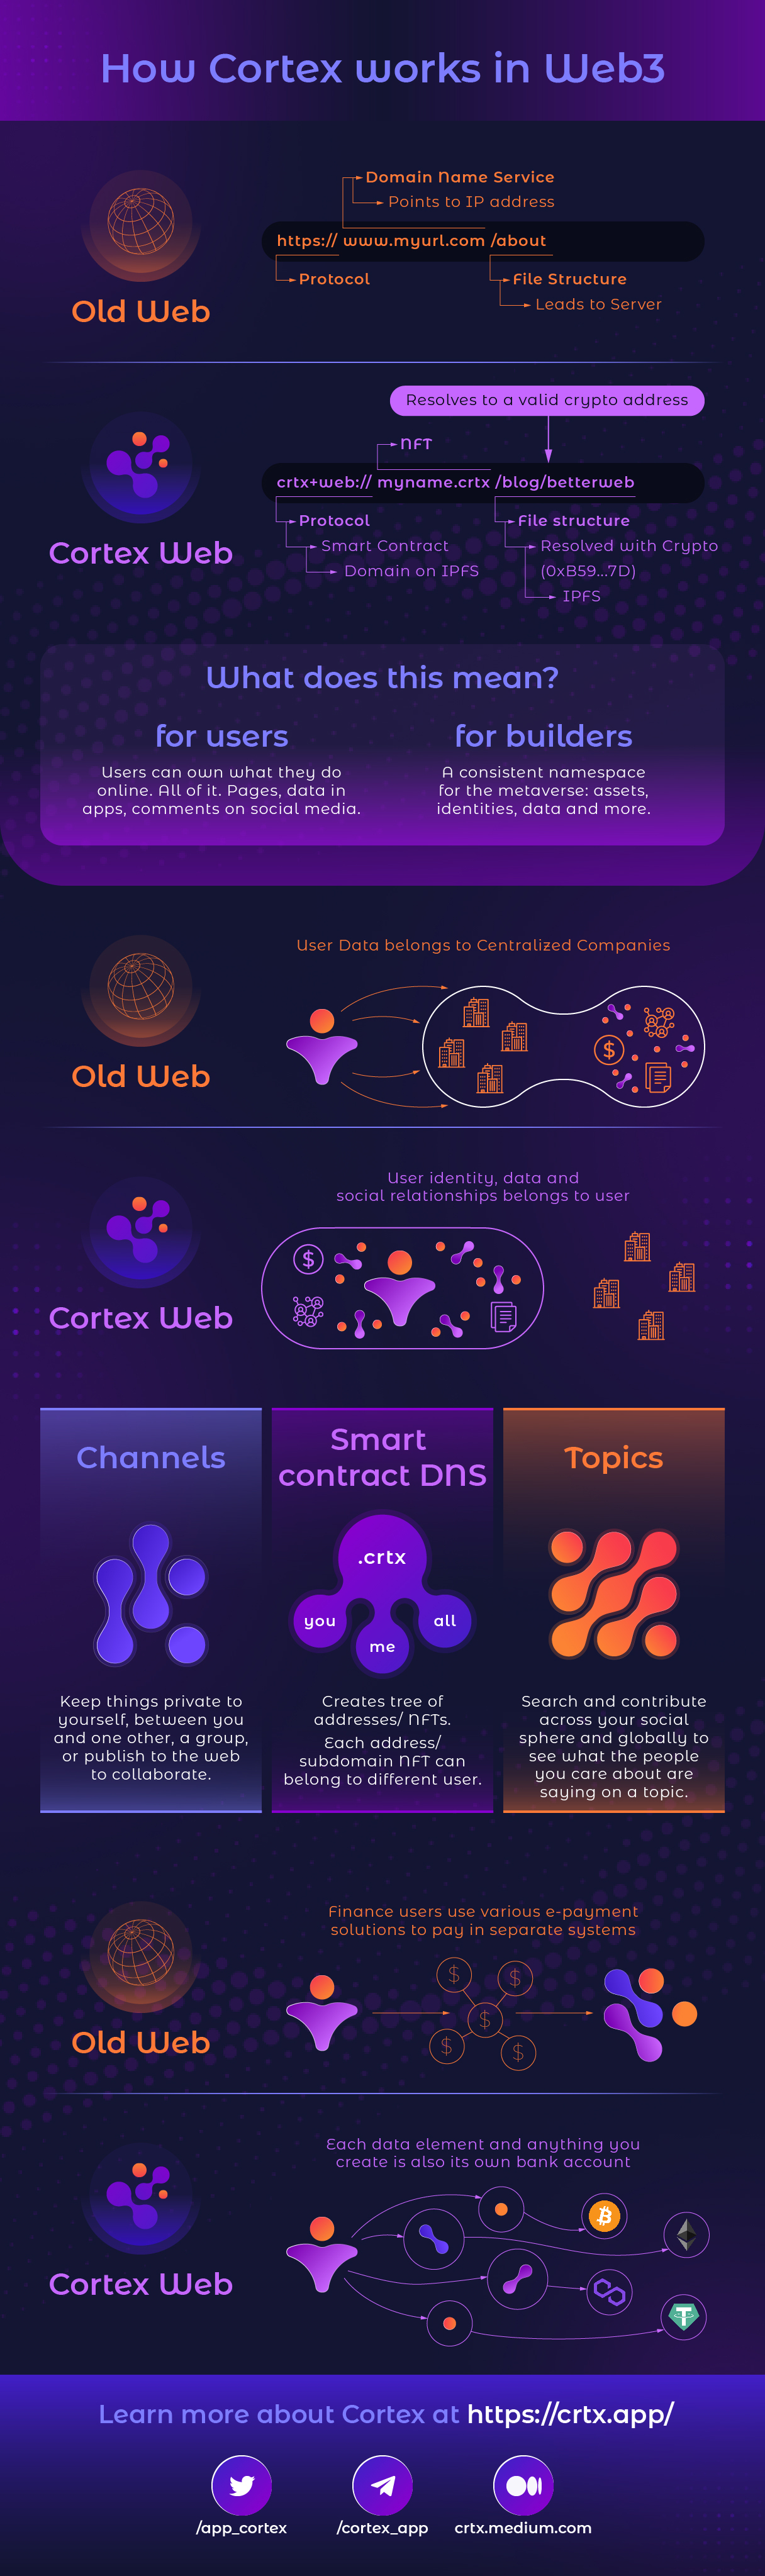 How Cortex works in Web3
Domain Name Service
Points to IP address
https:// www.myurl.com /about
Protocol
File Structure
Leads to Server
Old Web
Resolves to a valid crypto address
NFT
crtx+web:// myname.crtx /blog/betterweb
Protocol
Smart Contract
Domain on IPFS
File structure
Resolved with Crypto
(0xB59...7D)
IPFS
Cortex Web
What does this mean?
for users
Users can own what they do
online. All of it. Pages, data in
apps, comments on social media.
for builders
A consistent namespace
for the metaverse: assets,
identities, data and more.
Old Web
User Data belongs to Centralized Companies
$
Cortex Web
User identity, data and
social relationships belongs to user
$
Channels
Keep things private to
yourself, between you
and one other, a group,
or publish to the web
to collaborate.
Smart
contract DNS
.crtx
you
me
all
Creates tree of
addresses/ NFTs.
Each address/
subdomain NFT can
belong to different user.
Topics
Search and contribute
across your social
sphere and globally to
see what the people
you care about are
saying on a topic.
Old Web
Finance users use various e-payment
solutions to pay in separate systems
$
$
$
$
$
Cortex Web
Each data element and anything you
create is also its own bank account
Learn more about Cortex at https://crtx.app/
/app_cortex
/cortex_app
crtx.medium.com